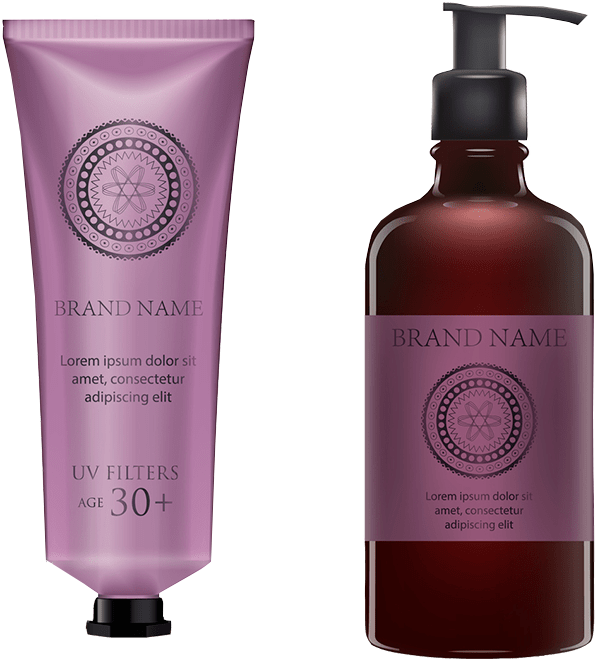 BRAND NAME
Lorem ipsum dolor sit
amet, consectetur
adipiscing elit
UV FILTERS
AGE 30+
BRAND NAME
Lorem ipsum dolor sit
amet, consectetur
adipiscing elit